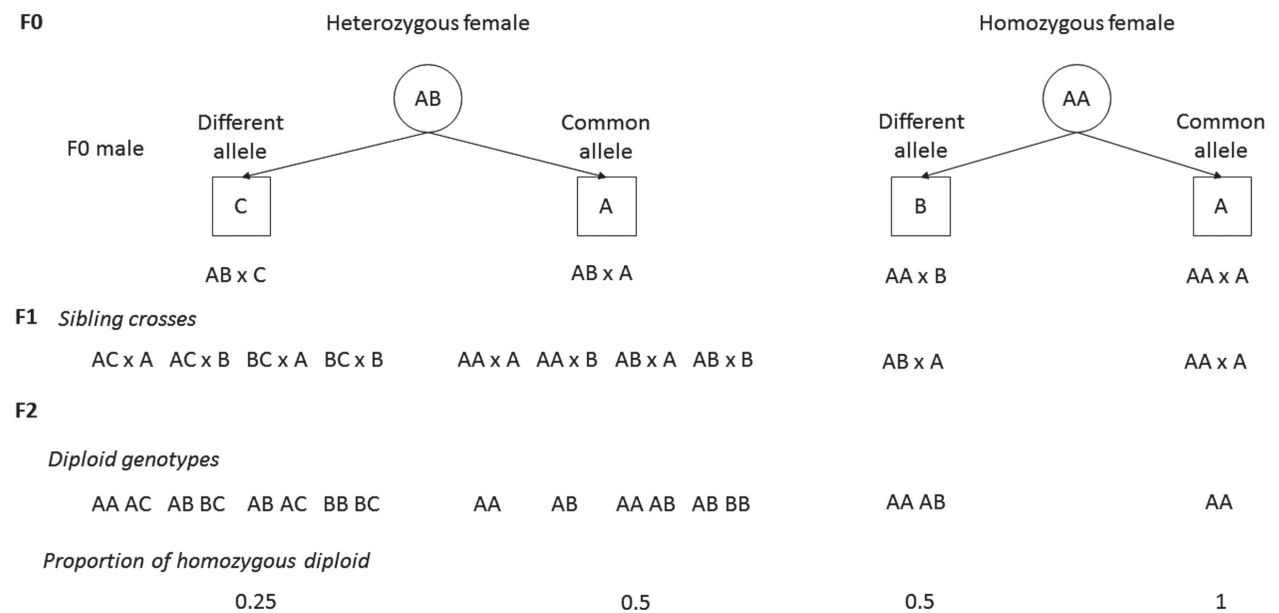 F0 Heterozygous female Homozygous female
AB AA
Different Common Different Common
F0 male allele allele allele allele
C A B A
AB x C AB x A AA x B AA x A
F1 Sibling crosses
AC x A AC x B BC x A BC x B AA x A AA x B AB x A AB x B AB x A AA x A
F2
Diploid genotypes
AA AC AB BC AB AC BB BC AA AB AA AB AB BB AA AB AA
Proportion of homozygous diploid
0.25 0.5 0.5 1